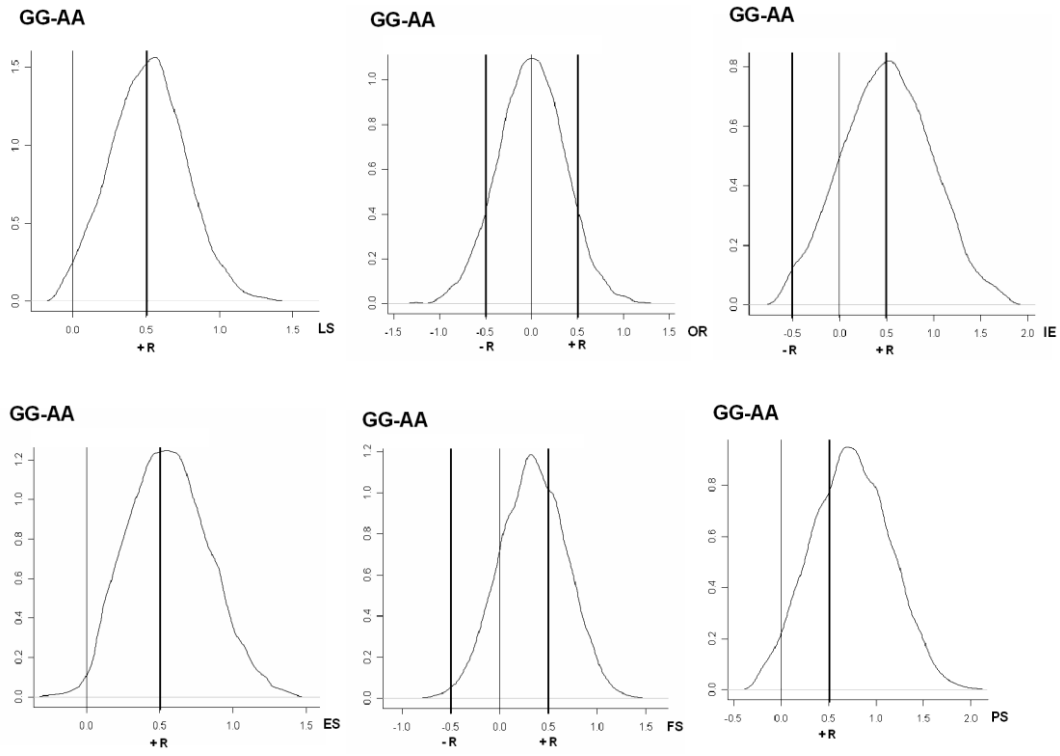 GG-AA
0.0 0.5 1.0 1.5
0.0 0.5 1.0 1.5 LS
+ R
GG-AA
0.0 0.2 0.4 0.6 0.8 1.0
-1.5 -1.0 -0.5 0.0 0.5 1.0 1.5 OR
- R +R
GG-AA
0.0 0.2 0.4 0.6 0.8
-0.5 0.0 0.5 1.0 1.5 2.0 IE
- R +R
GG-AA
0.0 0.2 0.4 0.6 0.8 1.0 1.2
0.0 0.5 1.0 1.5 ES
+ R
GG-AA
0.0 0.2 0.4 0.6 0.8 1.0 1.2
-1.0 -0.5 0.0 0.5 1.0 1.5 FS
- R +R
GG-AA
0.0 0.2 0.4 0.6 0.8
-0.5 0.0 0.5 1.0 1.5 2.0 PS
+ R